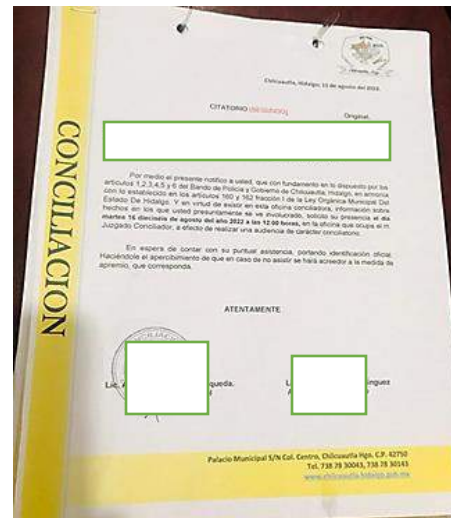 Chilcuautla, Hidalgo; 15 de agosto del 2022.
CITATORIO (SEGUNDO)
Original.
CONCILIACION
Por medio el presente notifico a usted, que con fundamento en lo dispuesto por los
artículos 1,2,3,4,5 y 6 del Bando de Policía y Gobierno de Chilcuautla, Hidalgo, en armonía
con lo establecido en los artículos 160 y 162 fracción I de la Ley Orgánica Municipal Del
Estado De Hidalgo. Y en virtud de existir en esta oficina conciliadora, información sobre
hechos en los que usted presuntamente se ve involucrado, solicito su presencia el día
martes 16 dieciséis de agosto del año 2022 a las 12:00 horas, en la oficina que ocupa el H.
Juzgado Conciliador, a efecto de realizar una audiencia de carácter conciliatorio.
En espera de contar con su puntual asistencia, portando identificación oficial.
Haciéndole el apercibimiento de que en caso de no asistir se hará acreedor a la medida de
apremio, que corresponda.
ATENTAMENTE
Lic. queda.
Palacio Municipal S/N Col. Centro, Chilcuautla Hgo. C.P. 42750
Tel. 738 78 30043, 738 78 30143
www.chilcuautla.hidalgo.gob.mx